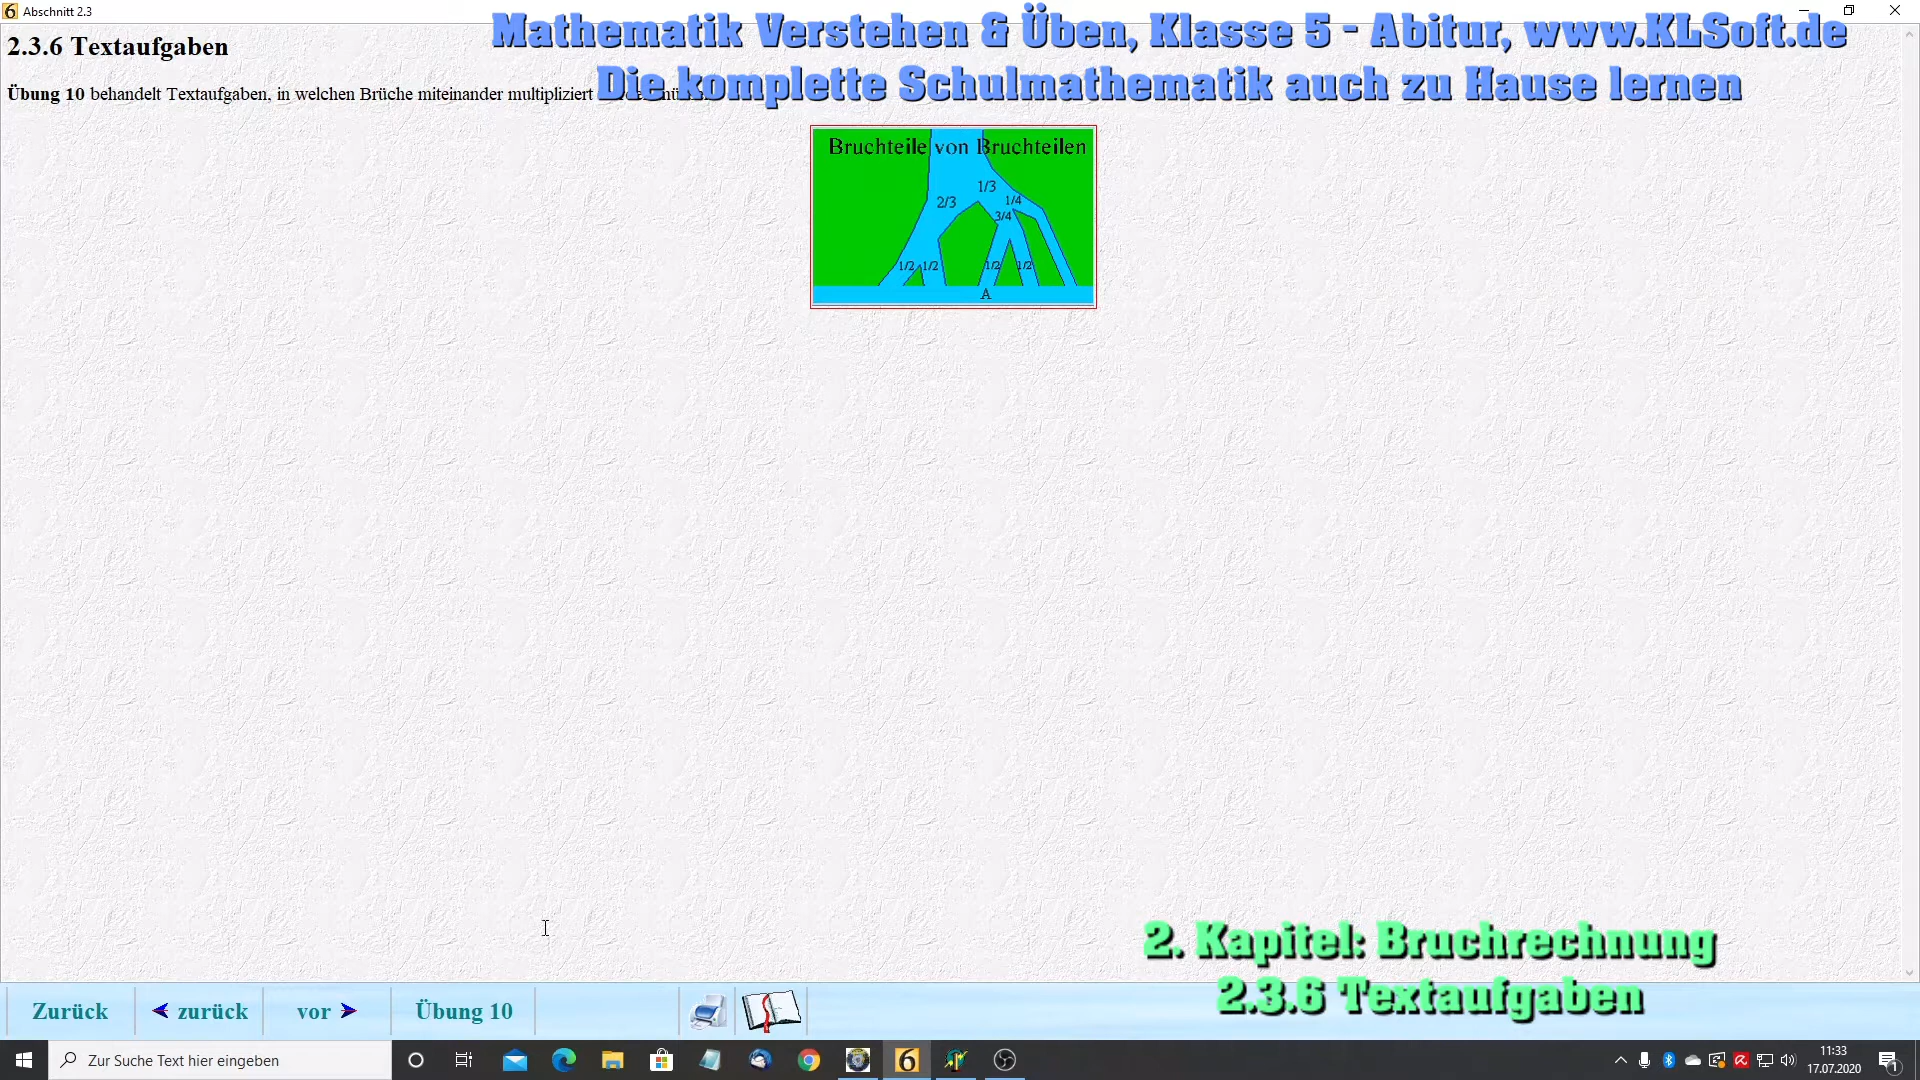 Abschnitt 2.3
Mathematik Verstehen & Üben, Klasse 5 - Abitur, www.KLSoft.de
Die komplette Schulmathematik auch zu Hause lernen
2.3.6 Textaufgaben
Übung 10 behandelt Textaufgaben, in welchen Brüche miteinander multipliziert
Bruchteile von Bruchteilen
1/3
2/3
1/4
3/4
1/2 1/2 1/2 1/2
A
2. Kapitel: Bruchrechnung
2.3.6 Textaufgaben
Zurück zurück vor Übung 10
Zur Suche Text hier eingeben
6
11:33
17.07.2020
1